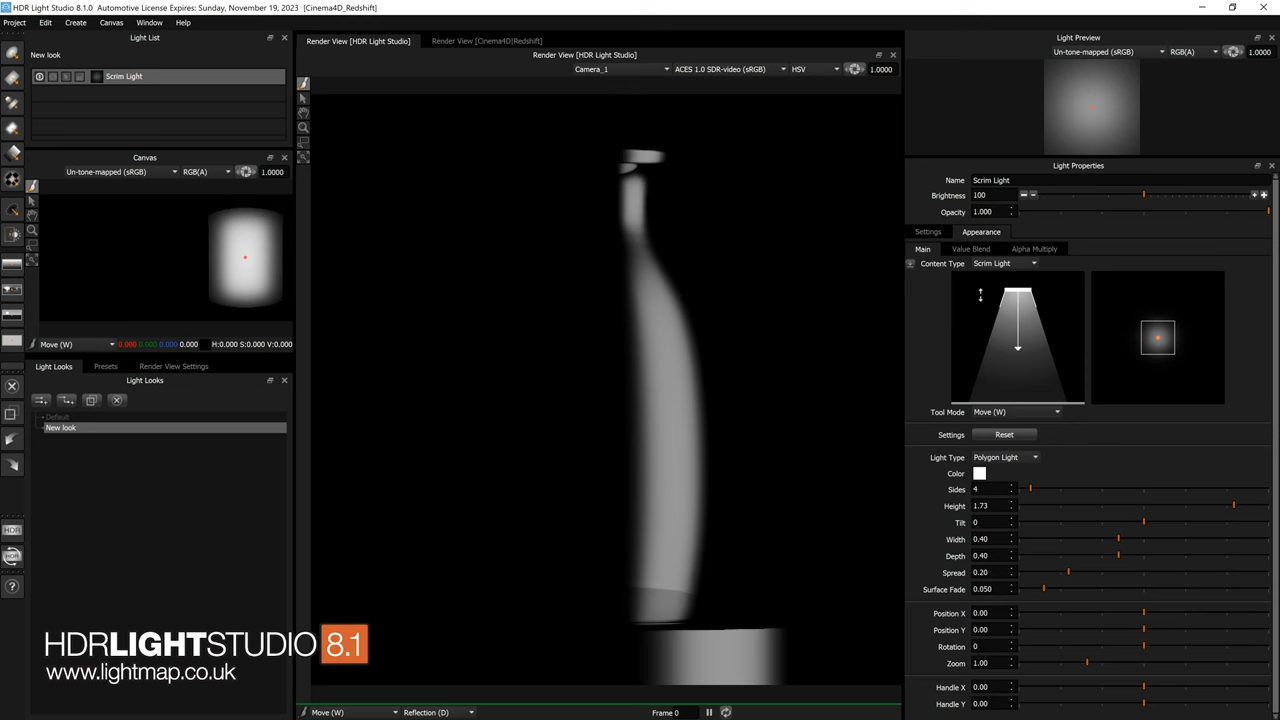 HDR Light Studio 8.1.0 Automotive License Expires: Sunday, November 19, 2023 [Cinema4D_Redshift]
Project Edit Create Canvas Window Help
Light List
New look
Scrim Light
Canvas
Un-tone-mapped (sRGB) RGB(A) 1.0000
Move (W) 0.000 0.000 0.000 0.000 H:0.000 S:0.000 V:0.000
Light Looks Presets Render View Settings
Light Looks
Default
New look
HDR
HDR
HDRLIGHTSTUDIO 8.1
www.lightmap.co.uk
Render View [HDR Light Studio] Render View [Cinema4D|Redshift]
Render View [HDR Light Studio]
Camera_1 ACES 1.0 SDR-video (sRGB) HSV 1.0000
Move (W) Reflection (D) Frame 0
Light Preview
Un-tone-mapped (sRGB) RGB(A) 1.0000
Light Properties
Name Scrim Light
Brightness 100
Opacity 1.000
Settings Appearance
Main Value Blend Alpha Multiply
Content Type Scrim Light
Tool Mode Move (W)
Settings Reset
Light Type Polygon Light
Color
Sides 4
Height 1.73
Tilt 0
Width 0.40
Depth 0.40
Spread 0.20
Surface Fade 0.050
Position X 0.00
Position Y 0.00
Rotation 0
Zoom 1.00
Handle X 0.00
Handle Y 0.00